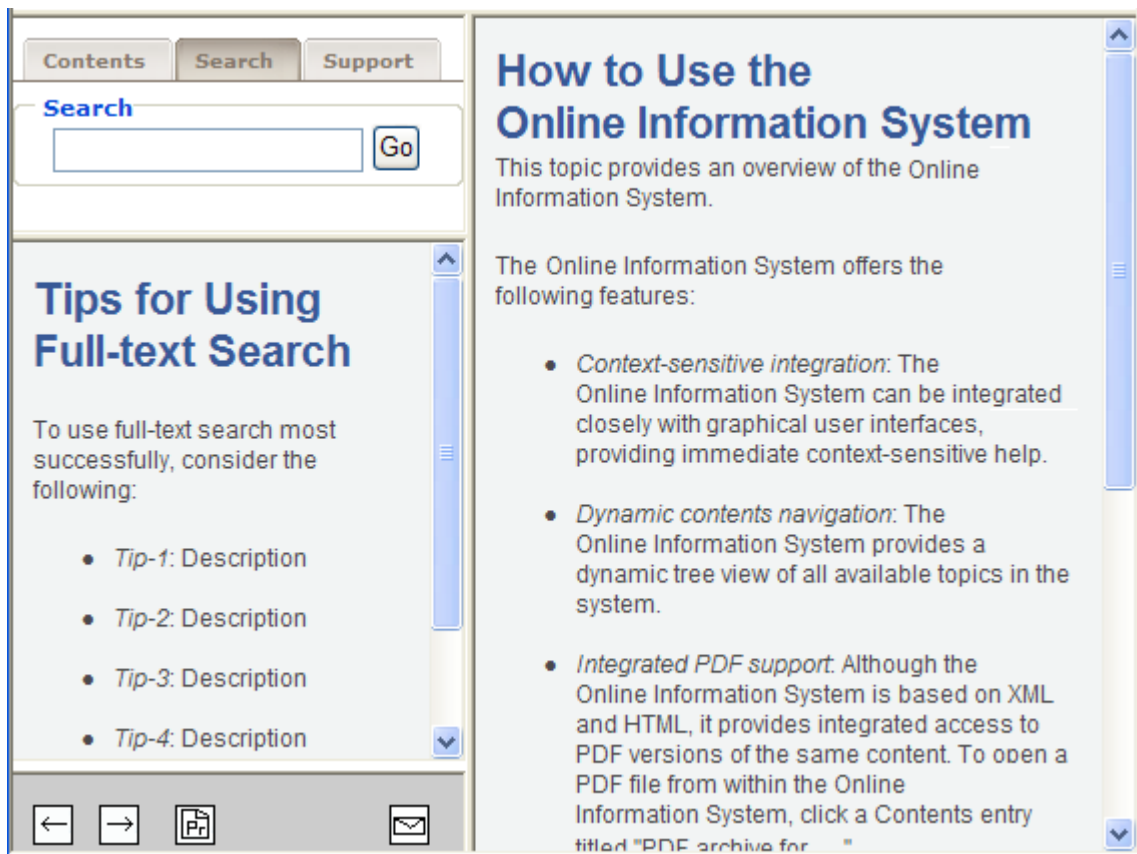 Contents Search Support
Search
Go
Tips for Using
Full-text Search
To use full-text search most
successfully, consider the
following:
• Tip-1: Description
• Tip-2: Description
• Tip-3: Description
• Tip-4: Description
Pr
How to Use the
Online Information System
This topic provides an overview of the Online
Information System.
The Online Information System offers the
following features:
• Context-sensitive integration: The
Online Information System can be integrated
closely with graphical user interfaces,
providing immediate context-sensitive help.
• Dynamic contents navigation: The
Online Information System provides a
dynamic tree view of all available topics in the
system.
• Integrated PDF support: Although the
Online Information System is based on XML
and HTML, it provides integrated access to
PDF versions of the same content. To open a
PDF file from within the Online
Information System, click a Contents entry
titled "PDF archive for ... "